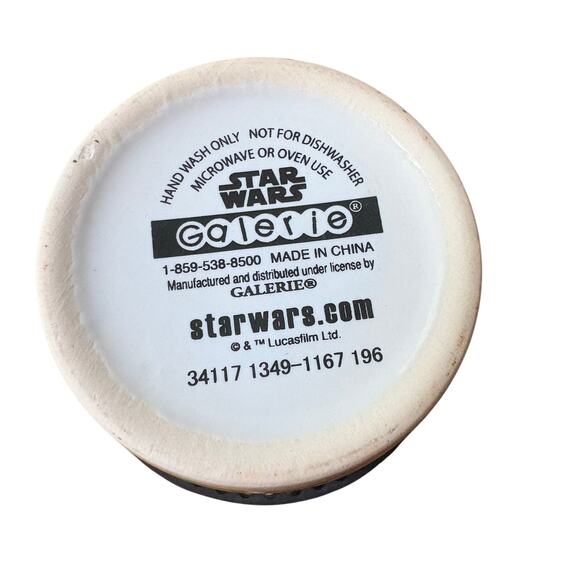 HAND WASH ONLY NOT FOR DISHWASHER
MICROWAVE OR OVEN USE
STAR
WARS
Galerie®
1-859-538-8500 MADE IN CHINA
Manufactured and distributed under license by
GALERIE®
starwars.com
© & ™ Lucasfilm Ltd.
34117 1349-1167 196